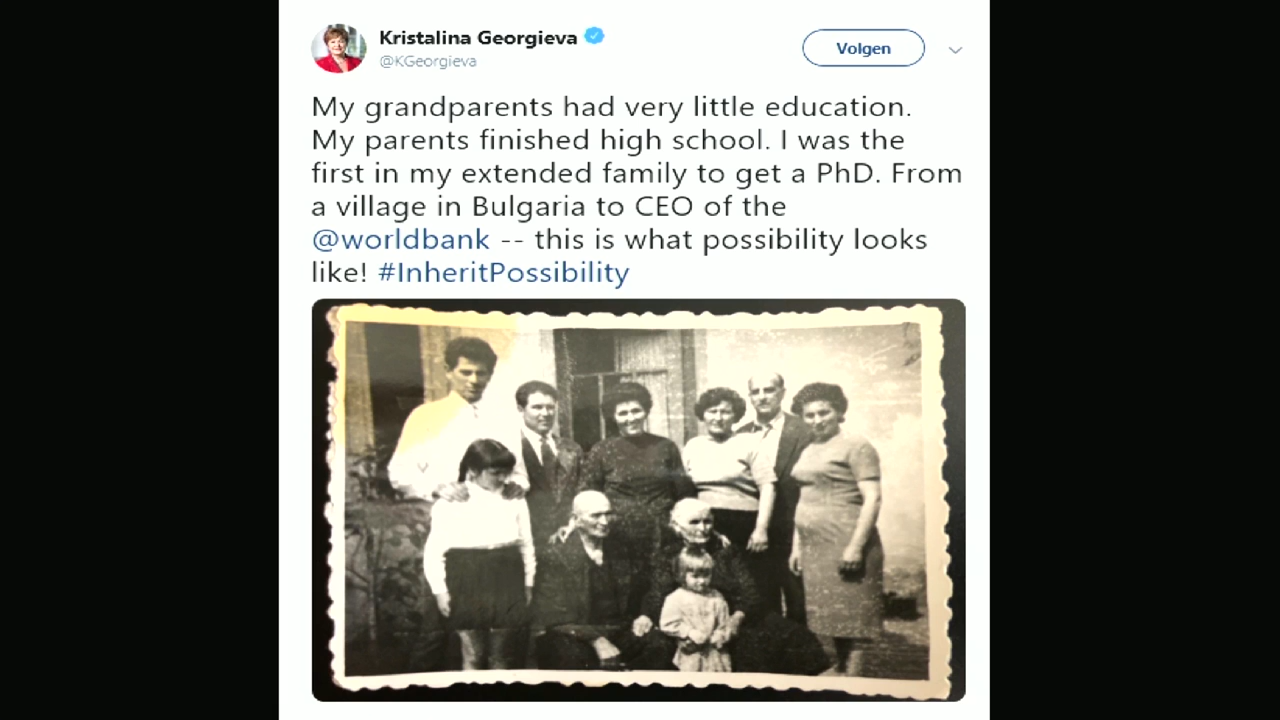 Kristalina Georgieva
@KGeorgieva
Volgen
My grandparents had very little education.
My parents finished high school. I was the
first in my extended family to get a PhD. From
a village in Bulgaria to CEO of the
@worldbank -- this is what possibility looks
like! #InheritPossibility